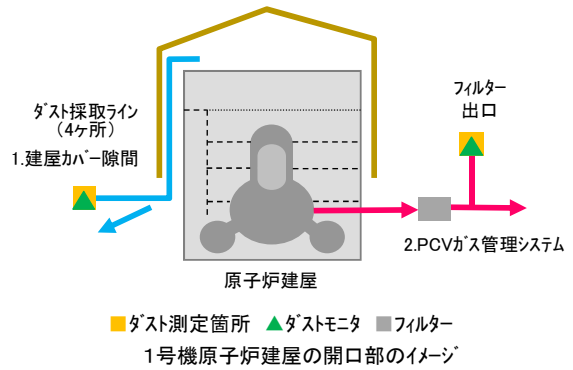 ダスト採取ライン
(4ヶ所)
1.建屋カバー隙間
フィルター
出口
2.PCVガス管理システム
原子炉建屋
ダスト測定箇所 ダストモニタ フィルター
1号機原子炉建屋の開口部のイメージ